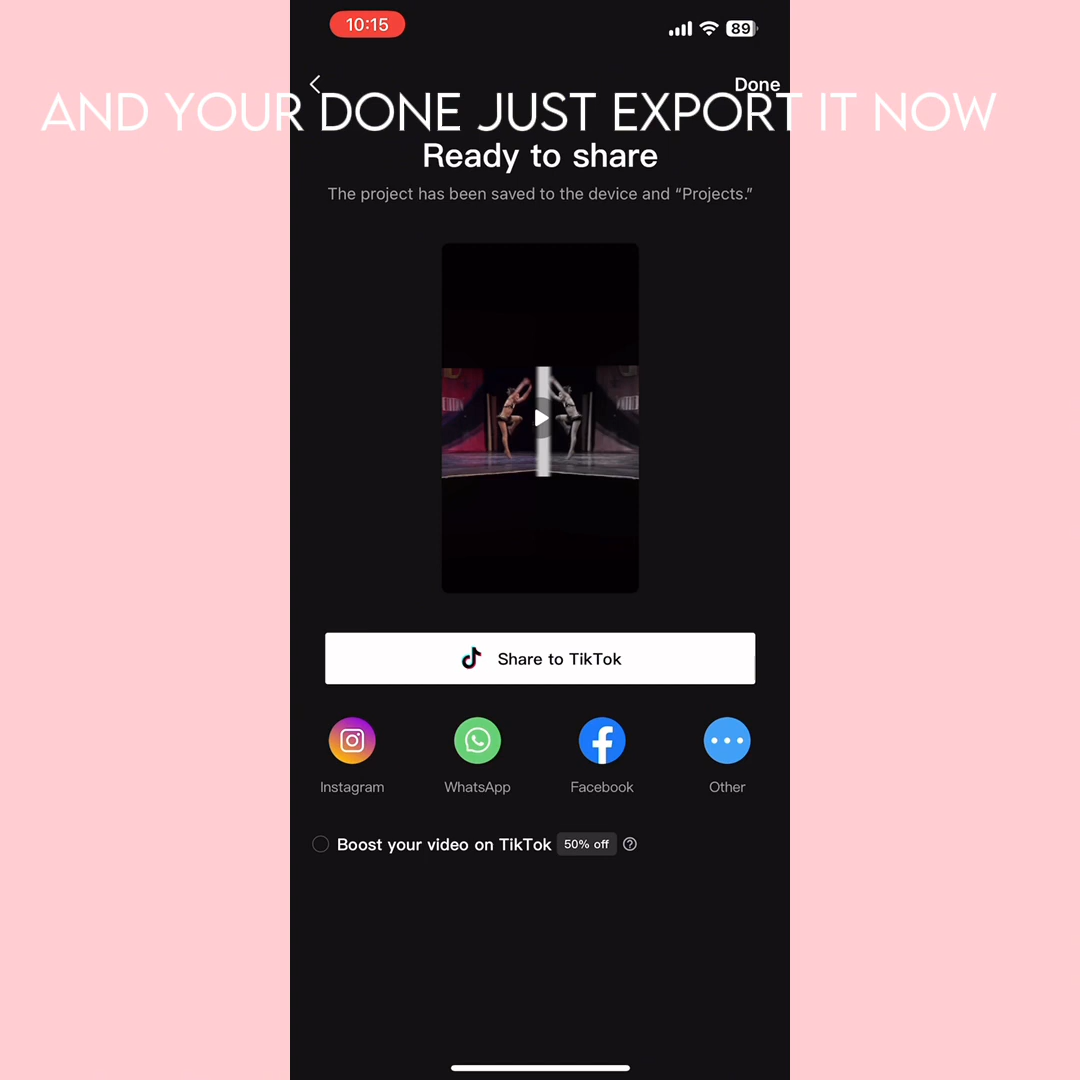 10:15
89
Done
AND YOUR DONE JUST EXPORT IT NOW
Ready to share
The project has been saved to the device and “Projects.”
Share to TikTok
Instagram WhatsApp Facebook Other
Boost your video on TikTok 50% off ?